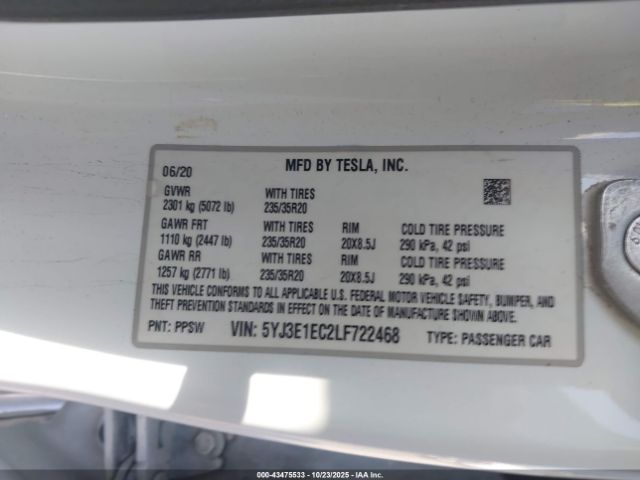 06/20 MFD BY TESLA, INC.
GVWR WITH TIRES
2301 kg (5072 lb) 235/35R20
GAWR FRT WITH TIRES RIM COLD TIRE PRESSURE
1110 kg (2447 lb) 235/35R20 20X8.5J 290 kPa, 42 psi
GAWR RR WITH TIRES RIM COLD TIRE PRESSURE
1257 kg (2771 lb) 235/35R20 20X8.5J 290 kPa, 42 psi
THIS VEHICLE CONFORMS TO ALL APPLICABLE U.S. FEDERAL MOTOR VEHICLE SAFETY, BUMPER, AND
THEFT PREVENTION STANDARDS IN EFFECT ON THE DATE OF MANUFACTURE SHOWN ABOVE.
PNT: PPSW VIN: 5YJ3E1EC2LF722468 TYPE: PASSENGER CAR
00-43475533 - 10/23/2025 - IAAI.com